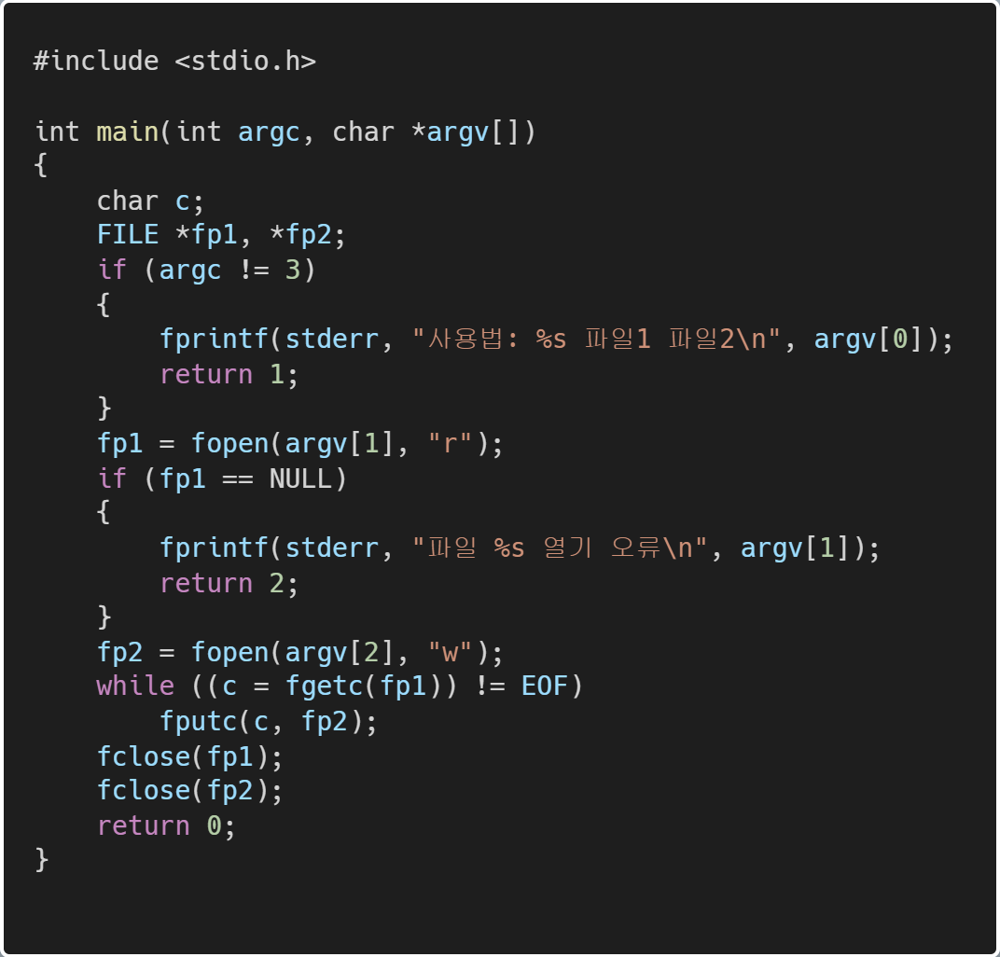 #include <stdio.h>
int main(int argc, char *argv[])
{
    char c;
    FILE *fp1, *fp2;
    if (argc != 3)
    {
        fprintf(stderr, "사용법: %s 파일1 파일2\n", argv[0]);
        return 1;
    }
    fp1 = fopen(argv[1], "r");
    if (fp1 == NULL)
    {
        fprintf(stderr, "파일 %s 열기 오류\n", argv[1]);
        return 2;
    }
    fp2 = fopen(argv[2], "w");
    while ((c = fgetc(fp1)) != EOF)
        fputc(c, fp2);
    fclose(fp1);
    fclose(fp2);
    return 0;
}